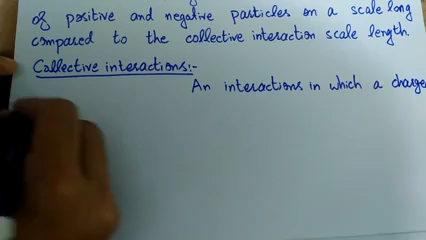 of positive and negative particles on a scale long
compared to the collective interaction scale length.
Collective interactions:-
An interactions in which a charge